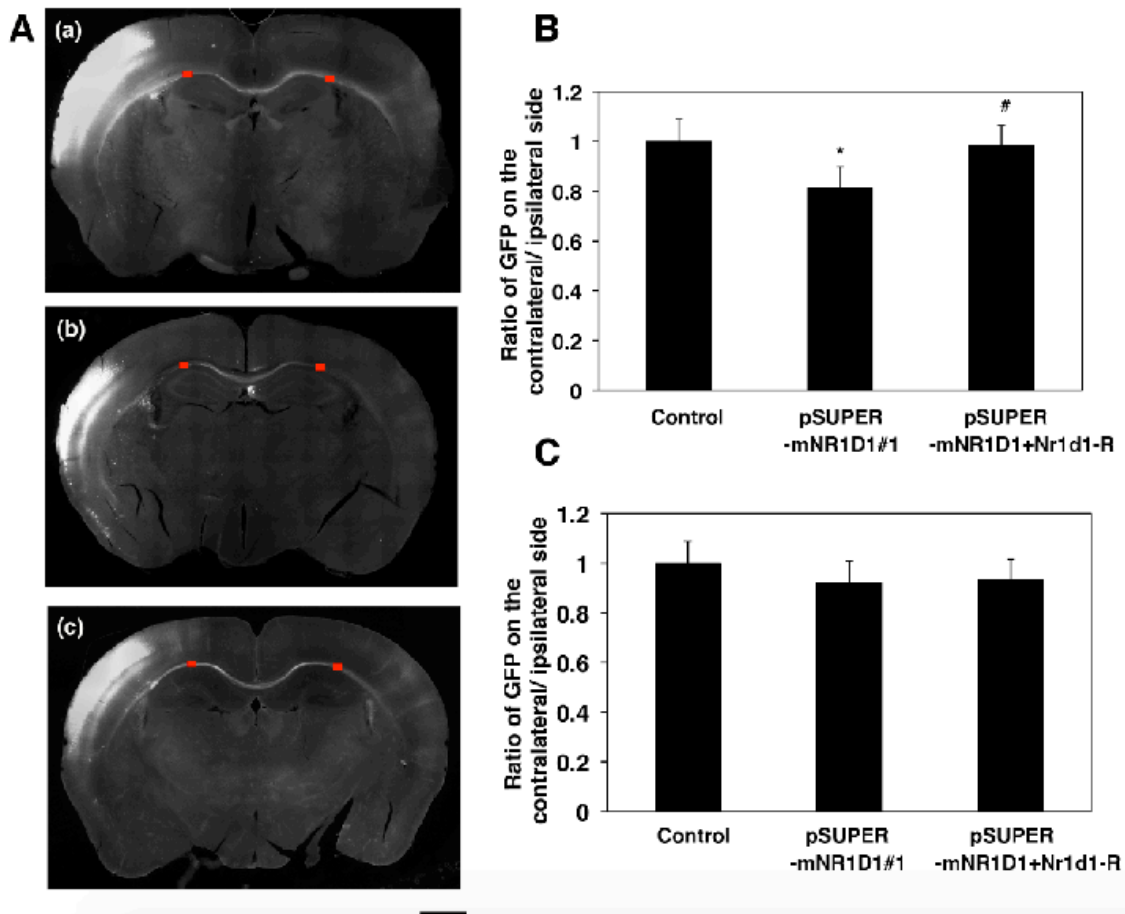 A
(a)
(b)
(c)
B
Ratio of GFP on the
contralateral/ ipsilateral side
1.2
1
0.8
0.6
0.4
0.2
0
*
#
Control
pSUPER
-mNR1D1#1
pSUPER
-mNR1D1+Nr1d1-R
C
Ratio of GFP on the
contralateral/ ipsilateral side
1.2
1
0.8
0.6
0.4
0.2
0
Control
pSUPER
-mNR1D1#1
pSUPER
-mNR1D1+Nr1d1-R